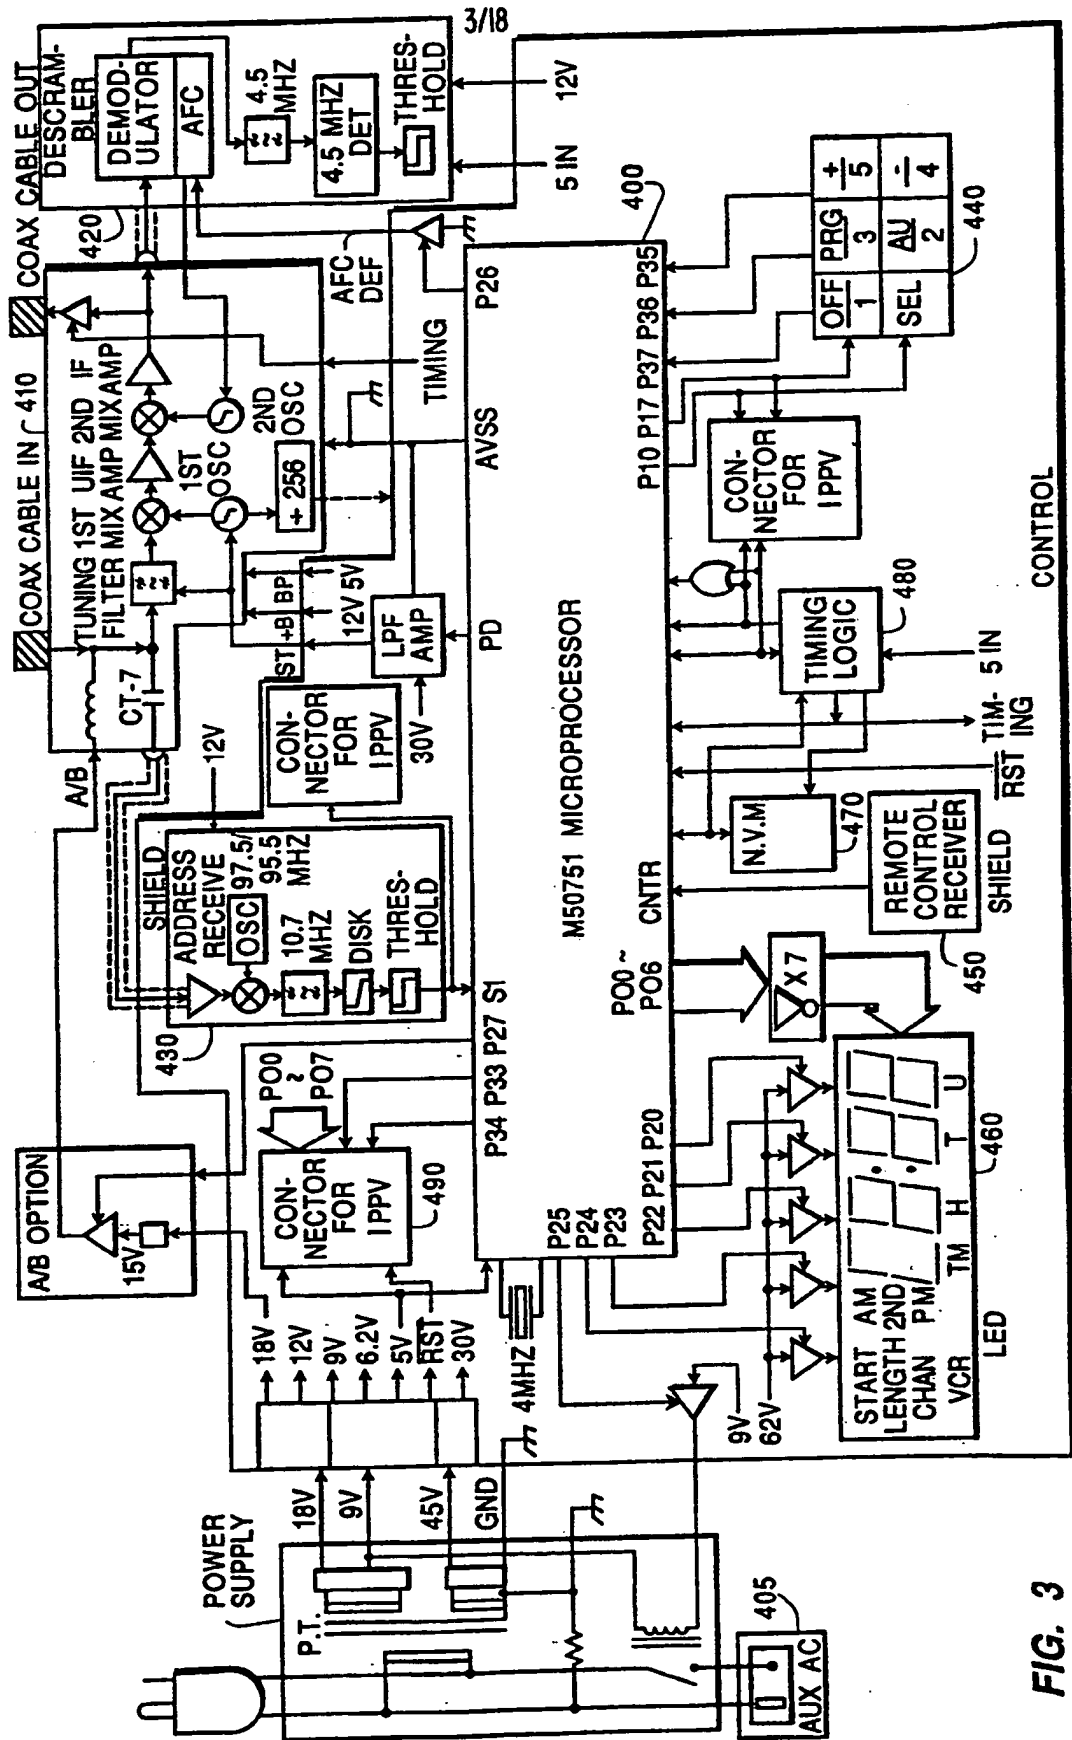 3/18
COAX CABLE IN
410
COAX CABLE OUT
TUNING 1ST UIF 2ND IF
FILTER MIX AMP MIX AMP
1ST
OSC
2ND
OSC
÷ 256
CT-7
A/B
ST +B BP
12V 5V
420
DESCRAM-
BLER
DEMOD-
ULATOR
AFC
4.5
MHZ
4.5 MHZ
DET
THRES-
HOLD
5 IN
12V
AFC
DEF
TIMING
A/B OPTION
15V
SHIELD
ADDRESS
RECEIVE
OSC
97.5/
95.5
MHZ
10.7
MHZ
DISK
THRES-
HOLD
430
12V
CON-
NECTOR
FOR
IPPV
LPF
AMP
30V
POWER
SUPPLY
P.T.
18V
9V
45V
GND
18V
12V
9V
6.2V
5V
RST
30V
CON-
NECTOR
FOR
IPPV
490
PO0
~
PO7
P34 P33 P27 S1
PD
AVSS
P26
M50751 MICROPROCESSOR
400
4MHZ
P25
P24
P23
P22 P21 P20
PO0~
PO6
CNTR
P10 P17 P37 P36 P35
9V
62V
X 7
START AM
LENGTH 2ND
CHAN PM
VCR
TM H T U
LED
460
REMOTE
CONTROL
RECEIVER
450
SHIELD
N.V.M
470
RST
TIM-
ING
TIMING
LOGIC
480
5 IN
CON-
NECTOR
FOR
IPPV
OFF
1
PRG
3
+
5
SEL
AU
2
-
4
440
CONTROL
AUX AC
405
FIG. 3